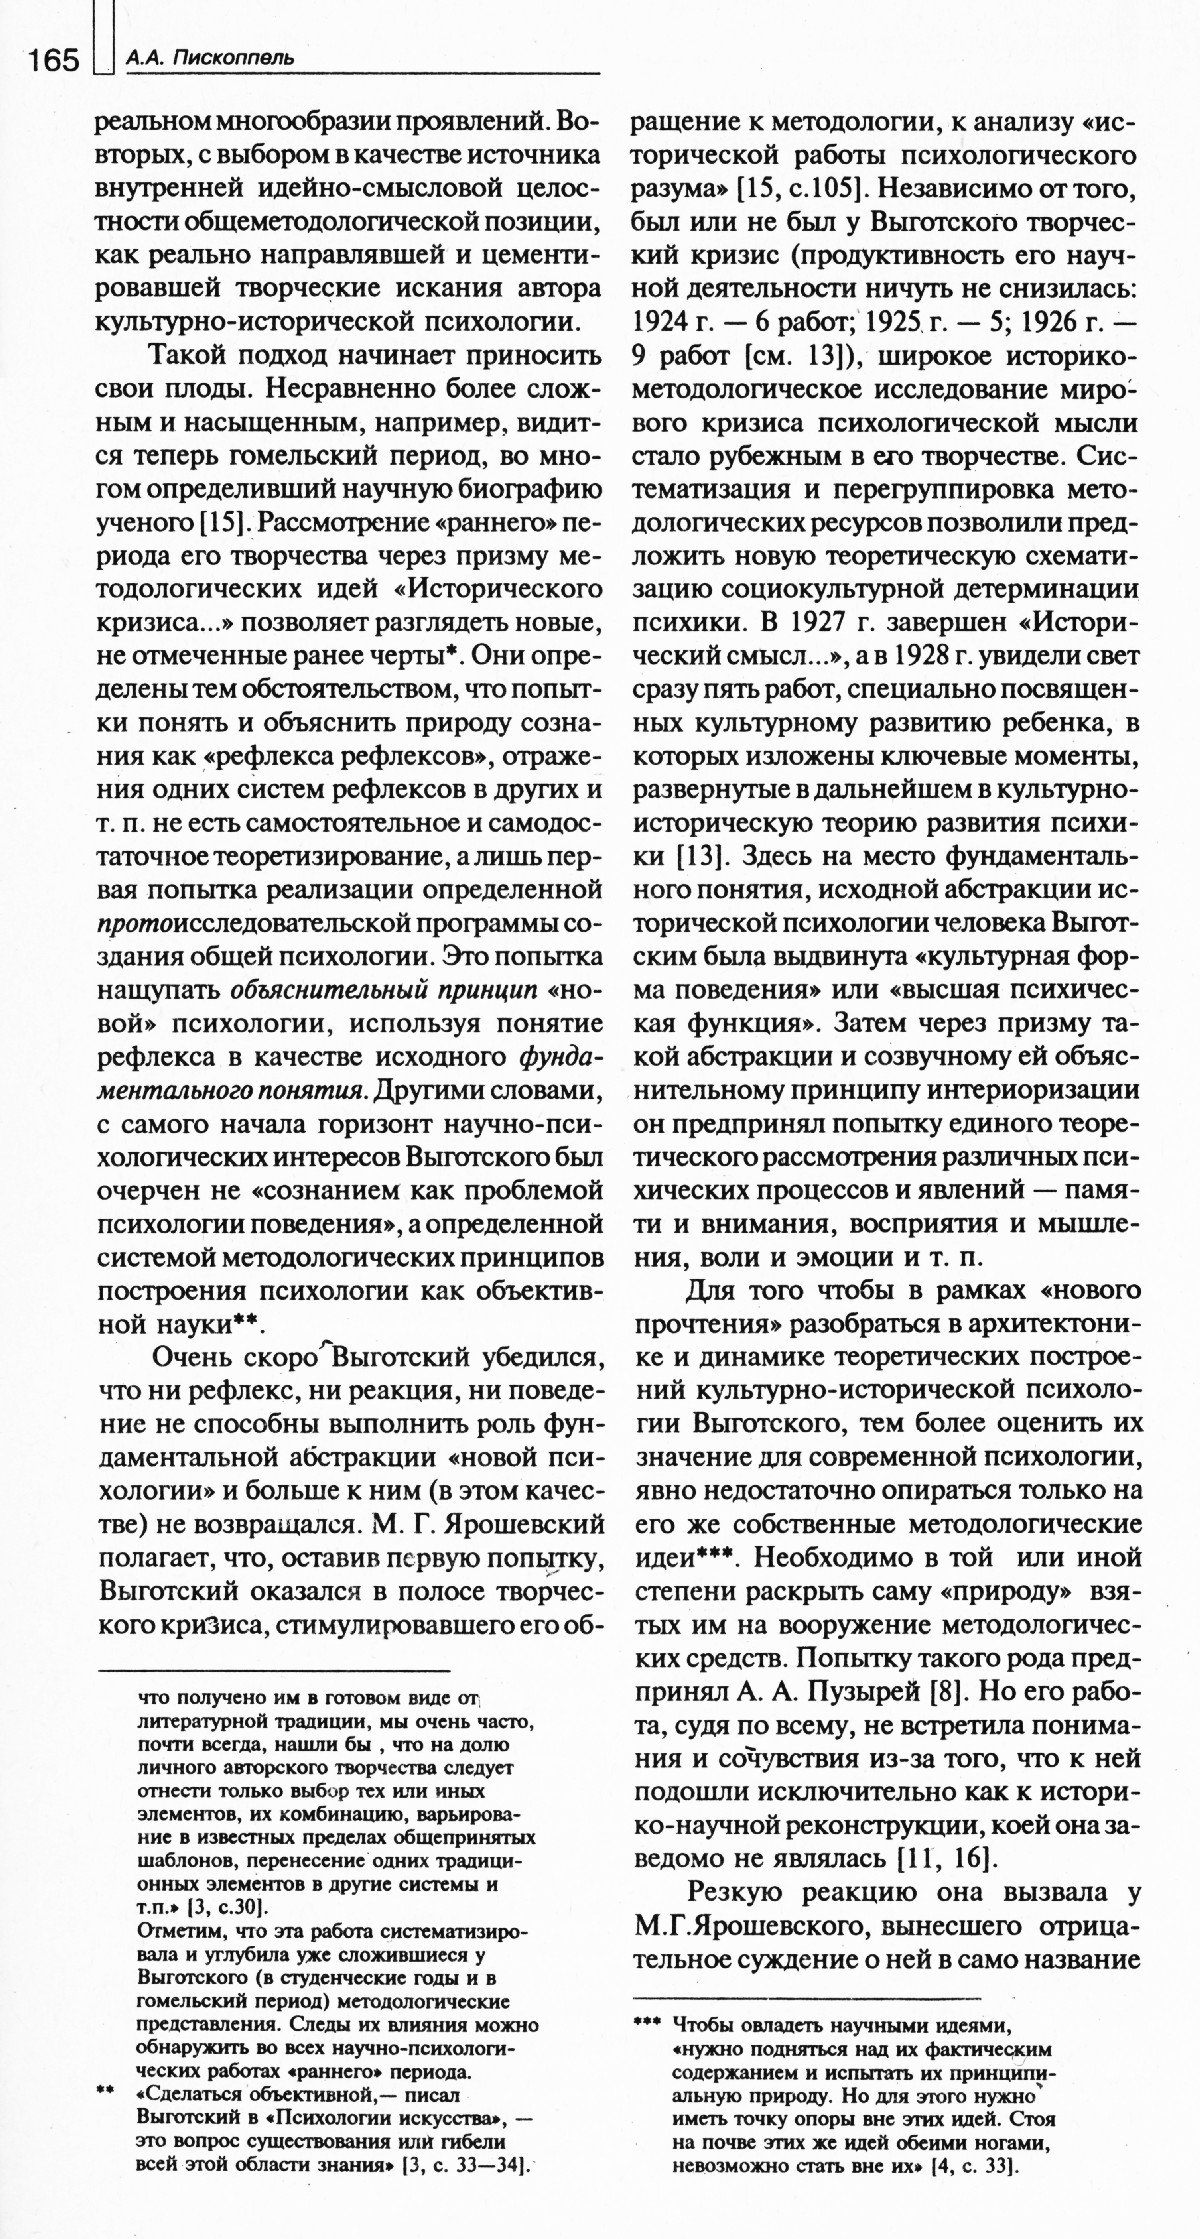 165
А.А. Пископпель
реальном многообразии проявлений. Во-
вторых, с выбором в качестве источника
внутренней идейно-смысловой целос-
тности общеметодологической позиции,
как реально направлявшей и цементи-
ровавшей творческие искания автора
культурно-исторической психологии.
Такой подход начинает приносить
свои плоды. Несравненно более слож-
ным и насыщенным, например, видит-
ся теперь гомельский период, во мно-
гом определивший научную биографию
ученого [15]. Рассмотрение «раннего» пе-
риода его творчества через призму ме-
тодологических идей «Исторического
кризиса...» позволяет разглядеть новые,
не отмеченные ранее черты*. Они опре-
делены тем обстоятельством, что попыт-
ки понять и объяснить природу созна-
ния как «рефлекса рефлексов», отраже-
ния одних систем рефлексов в других и
т. п. не есть самостоятельное и самодос-
таточное теоретизирование, а лишь пер-
вая попытка реализации определенной
протоисследовательской программы со-
здания общей психологии. Это попытка
нащупать объяснительный принцип «но-
вой» психологии, используя понятие
рефлекса в качестве исходного фунда-
ментального понятия. Другими словами,
с самого начала горизонт научно-пси-
хологических интересов Выготского был
очерчен не «сознанием как проблемой
психологии поведения», а определенной
системой методологических принципов
построения психологии как объектив-
ной науки**.
Очень скоро Выготский убедился,
что ни рефлекс, ни реакция, ни поведе-
ние не способны выполнить роль фун-
даментальной абстракции «новой пси-
хологии» и больше к ним (в этом качес-
тве) не возвращался. М. Г. Ярошевский
полагает, что, оставив первую попытку,
Выготский оказался в полосе творчес-
кого кризиса, стимулировавшего его об-
что получено им в готовом виде от
литературной традиции, мы очень часто,
почти всегда, нашли бы , что на долю
личного авторского творчества следует
отнести только выбор тех или иных
элементов, их комбинацию, варьирова-
ние в известных пределах общепринятых
шаблонов, перенесение одних традици-
онных элементов в другие системы и
т.п.» [3, с.30].
Отметим, что эта работа систематизиро-
вала и углубила уже сложившиеся у
Выготского (в студенческие годы и в
гомельский период) методологические
представления. Следы их влияния можно
обнаружить во всех научно-психологи-
ческих работах «раннего» периода.
** «Сделаться объективной,— писал
Выготский в «Психологии искусства», —
это вопрос существования или гибели
всей этой области знания» [3, с. 33—34].
ращение к методологии, к анализу «ис-
торической работы психологического
разума» [15, с.105]. Независимо от того,
был или не был у Выготского творчес-
кий кризис (продуктивность его науч-
ной деятельности ничуть не снизилась:
1924 г. — 6 работ; 1925 г. — 5; 1926 г. —
9 работ [см. 13]), широкое историко-
методологическое исследование миро-
вого кризиса психологической мысли
стало рубежным в его творчестве. Сис-
тематизация и перегруппировка мето-
дологических ресурсов позволили пред-
ложить новую теоретическую схемати-
зацию социокультурной детерминации
психики. В 1927 г. завершен «Истори-
ческий смысл...», а в 1928 г. увидели свет
сразу пять работ, специально посвящен-
ных культурному развитию ребенка, в
которых изложены ключевые моменты,
развернутые в дальнейшем в культурно-
историческую теорию развития психи-
ки [13]. Здесь на место фундаменталь-
ного понятия, исходной абстракции ис-
торической психологии человека Выгот-
ским была выдвинута «культурная фор-
ма поведения» или «высшая психичес-
кая функция». Затем через призму та-
кой абстракции и созвучному ей объяс-
нительному принципу интериоризации
он предпринял попытку единого теоре-
тического рассмотрения различных пси-
хических процессов и явлений — памя-
ти и внимания, восприятия и мышле-
ния, воли и эмоции и т. п.
Для того чтобы в рамках «нового
прочтения» разобраться в архитектони-
ке и динамике теоретических построе-
ний культурно-исторической психоло-
гии Выготского, тем более оценить их
значение для современной психологии,
явно недостаточно опираться только на
его же собственные методологические
идеи***. Необходимо в той или иной
степени раскрыть саму «природу» взя-
тых им на вооружение методологичес-
ких средств. Попытку такого рода пред-
принял А. А. Пузырей [8]. Но его рабо-
та, судя по всему, не встретила понима-
ния и сочувствия из-за того, что к ней
подошли исключительно как к истори-
ко-научной реконструкции, коей она за-
ведомо не являлась [11, 16].
Резкую реакцию она вызвала у
М.Г.Ярошевского, вынесшего отрица-
тельное суждение о ней в само название
*** Чтобы овладеть научными идеями,
«нужно подняться над их фактическим
содержанием и испытать их принципи-
альную природу. Но для этого нужно
иметь точку опоры вне этих идей. Стоя
на почве этих же идей обеими ногами,
невозможно стать вне их» [4, с. 33].